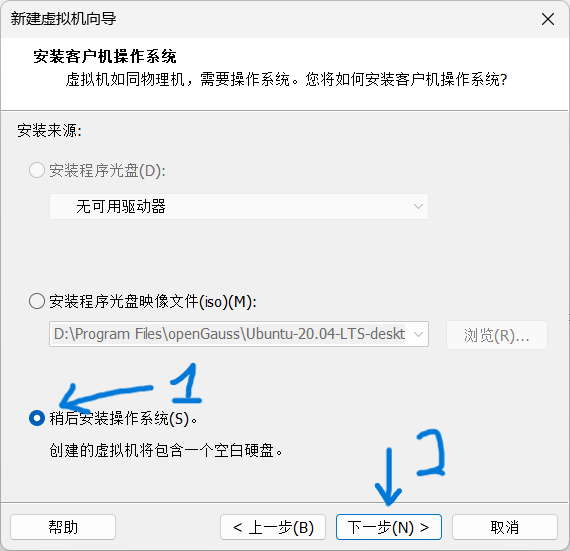 新建虚拟机向导
安装客户机操作系统
虚拟机如同物理机，需要操作系统。您将如何安装客户机操作系统?
安装来源:
安装程序光盘(D):
无可用驱动器
安装程序光盘映像文件(iso)(M):
D:\Program Files\openGauss\Ubuntu-20.04-LTS-deskt
浏览(R)...
1
稍后安装操作系统(S)。
创建的虚拟机将包含一个空白硬盘。
2
帮助
< 上一步(B)
下一步(N) >
取消